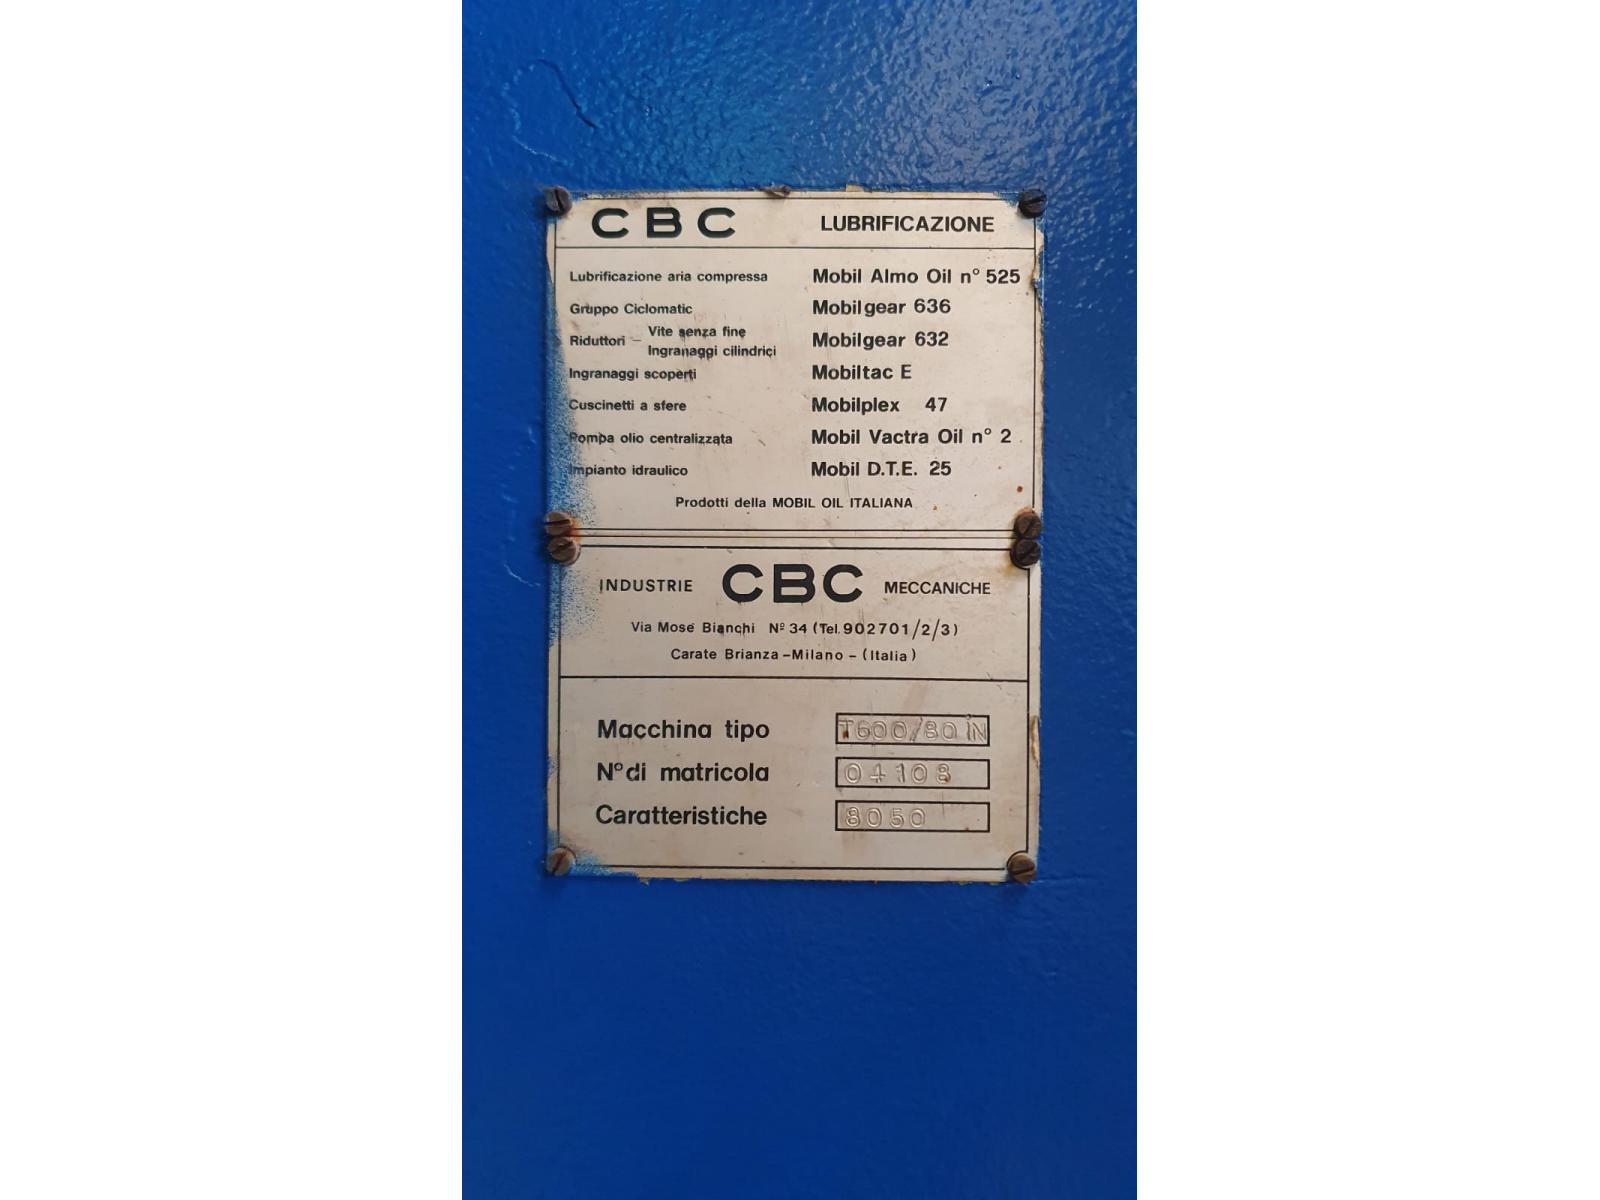 CBC LUBRIFICAZIONE
Lubrificazione aria compressa Mobil Almo Oil n° 525
Gruppo Ciclomatic Mobilgear 636
Riduttori – Vite senza fine
Ingranaggi cilindrici Mobilgear 632
Ingranaggi scoperti Mobiltac E
Cuscinetti a sfere Mobilplex 47
Pompa olio centralizzata Mobil Vactra Oil n° 2
Impianto idraulico Mobil D.T.E. 25
Prodotti della MOBIL OIL ITALIANA
INDUSTRIE CBC MECCANICHE
Via Mosè Bianchi Nº 34 (Tel. 902701/2/3)
Carate Brianza – Milano – (Italia)
Macchina tipo T600/80 IN
N° di matricola 04108
Caratteristiche 8050